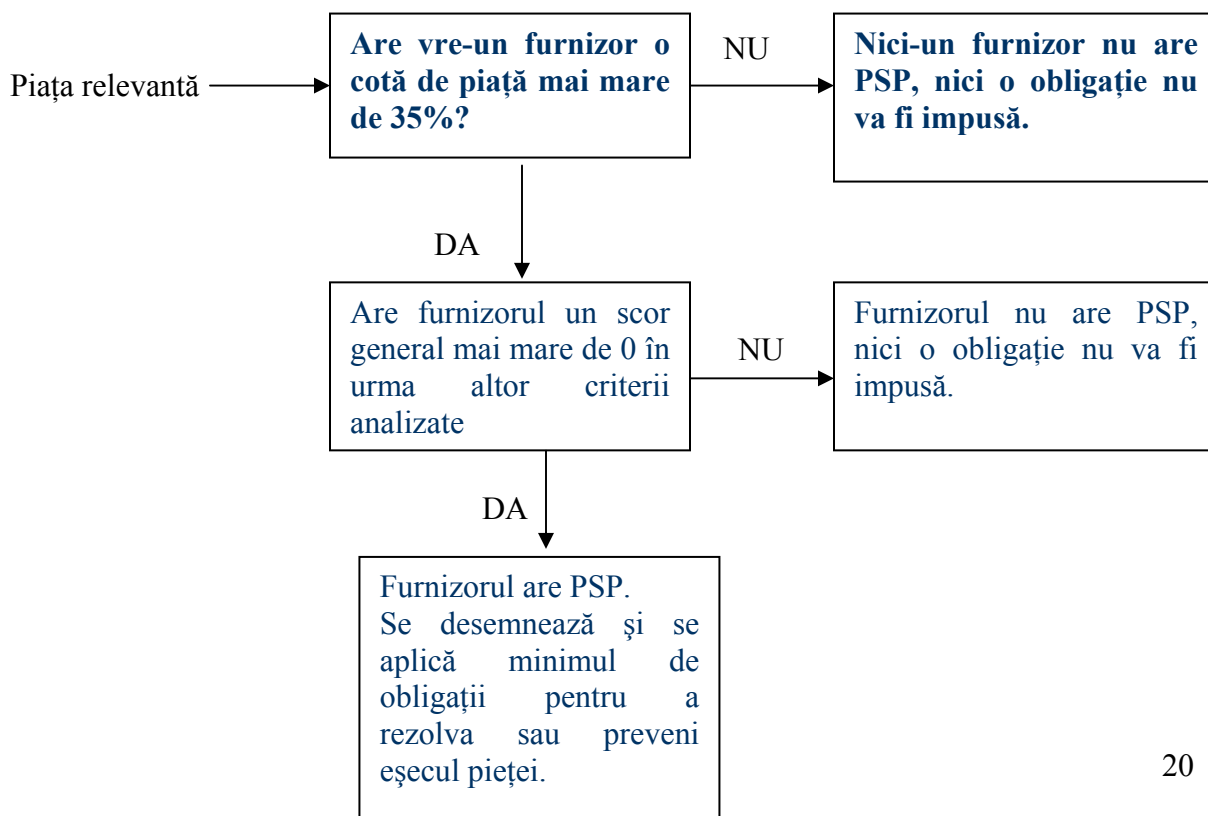 Piața relevantă
Are vre-un furnizor o
cotă de piață mai mare
de 35%?
NU
Nici-un furnizor nu are
PSP, nici o obligație nu
va fi impusă.
DA
Are furnizorul un scor
general mai mare de 0 în
urma altor criterii
analizate
NU
Furnizorul nu are PSP,
nici o obligație nu va fi
impusă.
DA
Furnizorul are PSP.
Se desemnează şi se
aplică minimul de
obligații pentru a
rezolva sau preveni
eşecul pieței.
20